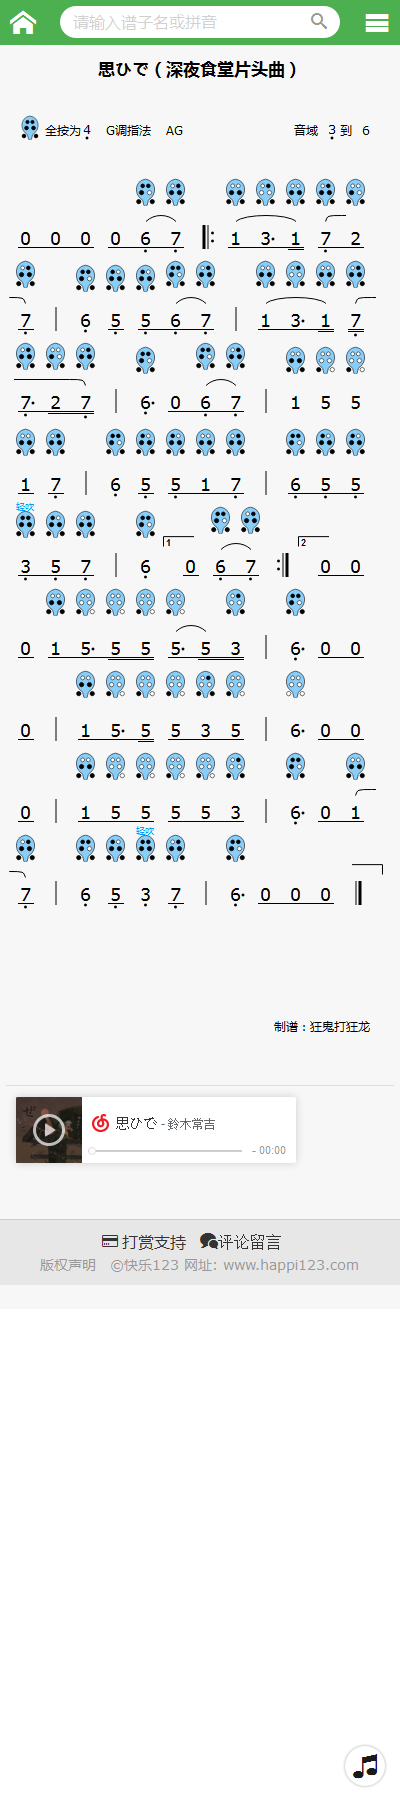 请输入谱子名或拼音
思ひで（深夜食堂片头曲）
全按为4 G调指法 AG 音域 3 到 6
0 0 0 0 6 7 1 3· 1 7 2
7 | 6 5 5 6 7 | 1 3· 1 7
7· 2 7 | 6· 0 6 7 | 1 5 5
1 7 | 6 5 5 1 7 | 6 5 5
轻吹
3 5 7 | 6 1 0 6 7 2 0 0
0 1 5· 5 5 5· 5 3 | 6· 0 0
0 | 1 5· 5 5 3 5 | 6· 0 0
0 | 1 5 5 5 5 3 | 6· 0 1
轻吹
7 | 6 5 3 7 | 6· 0 0 0
制谱：狂鬼打狂龙
思ひで - 鈴木常吉
- 00:00
打赏支持 评论留言
版权声明 ©快乐123 网址: www.happi123.com